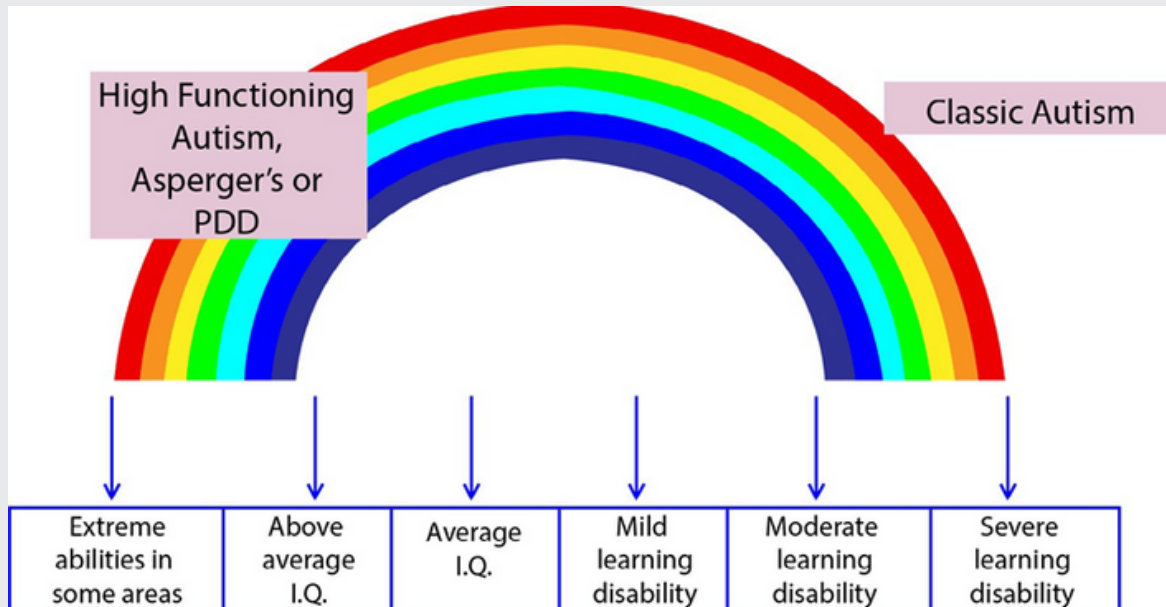 High Functioning
Autism,
Asperger's or
PDD
Classic Autism
Extreme
abilities in
some areas
Above
average
I.Q.
Average
I.Q.
Mild
learning
disability
Moderate
learning
disability
Severe
learning
disability